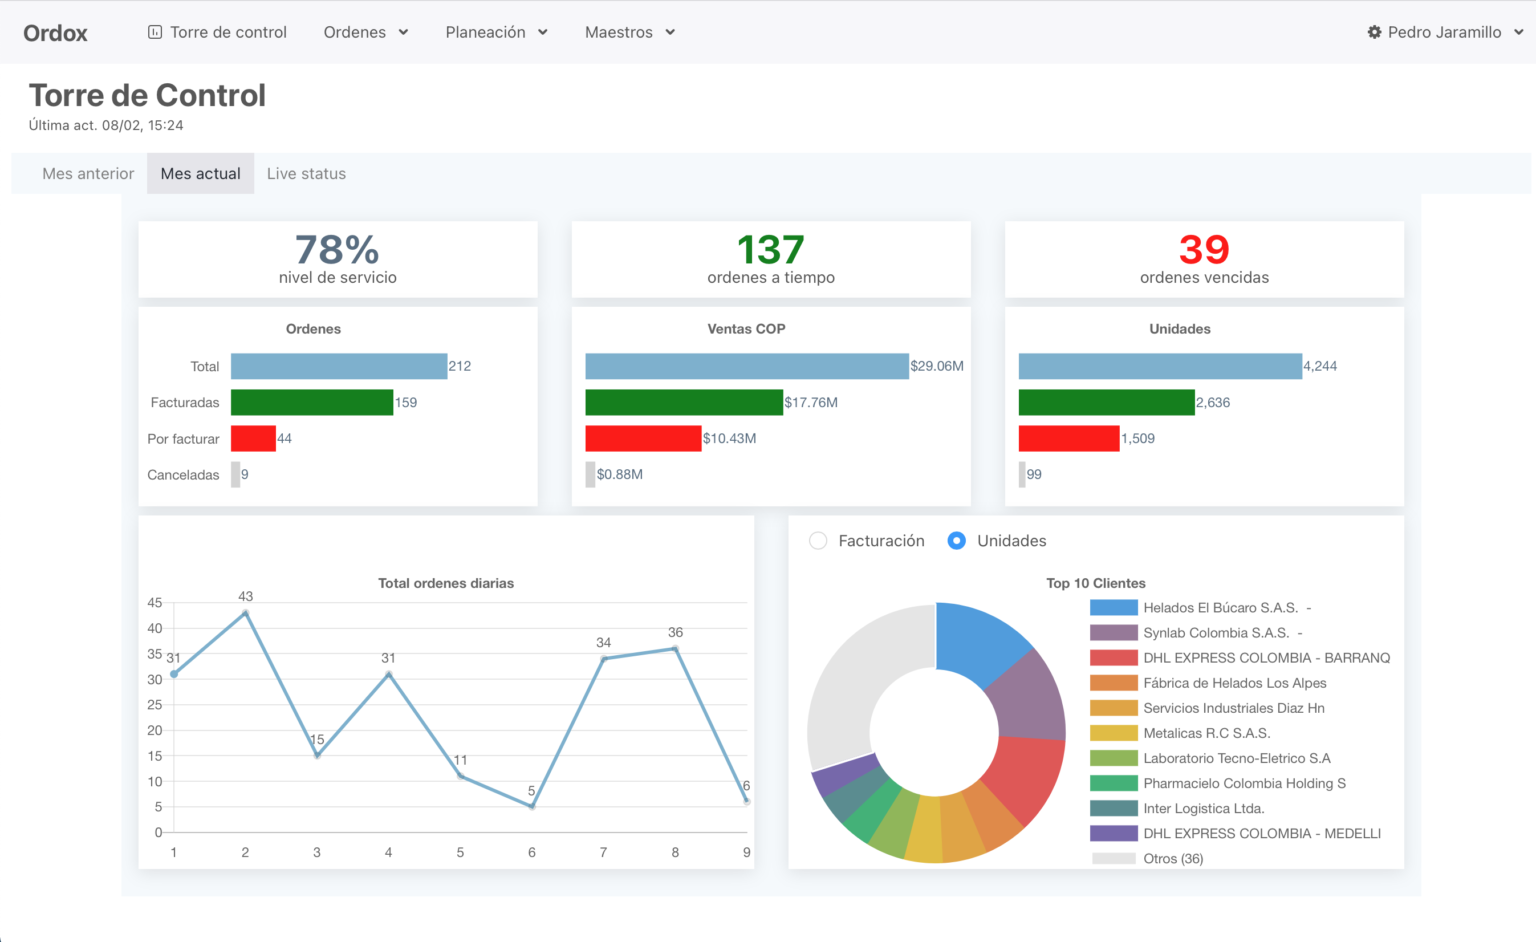 Ordox
Torre de control
Ordenes
Planeación
Maestros
Pedro Jaramillo
Torre de Control
Última act. 08/02, 15:24
Mes anterior
Mes actual
Live status
78%
nivel de servicio
137
ordenes a tiempo
39
ordenes vencidas
Ordenes
Total 212
Facturadas 159
Por facturar 44
Canceladas 9
Ventas COP
$29.06M
$17.76M
$10.43M
$0.88M
Unidades
4,244
2,636
1,509
99
Total ordenes diarias
45
40
35
30
25
20
15
10
5
0
31
43
15
31
11
5
34
36
6
1 2 3 4 5 6 7 8 9
Facturación
Unidades
Top 10 Clientes
Helados El Búcaro S.A.S. -
Synlab Colombia S.A.S. -
DHL EXPRESS COLOMBIA - BARRANQ
Fábrica de Helados Los Alpes
Servicios Industriales Diaz Hn
Metalicas R.C S.A.S.
Laboratorio Tecno-Eletrico S.A
Pharmacielo Colombia Holding S
Inter Logistica Ltda.
DHL EXPRESS COLOMBIA - MEDELLI
Otros (36)